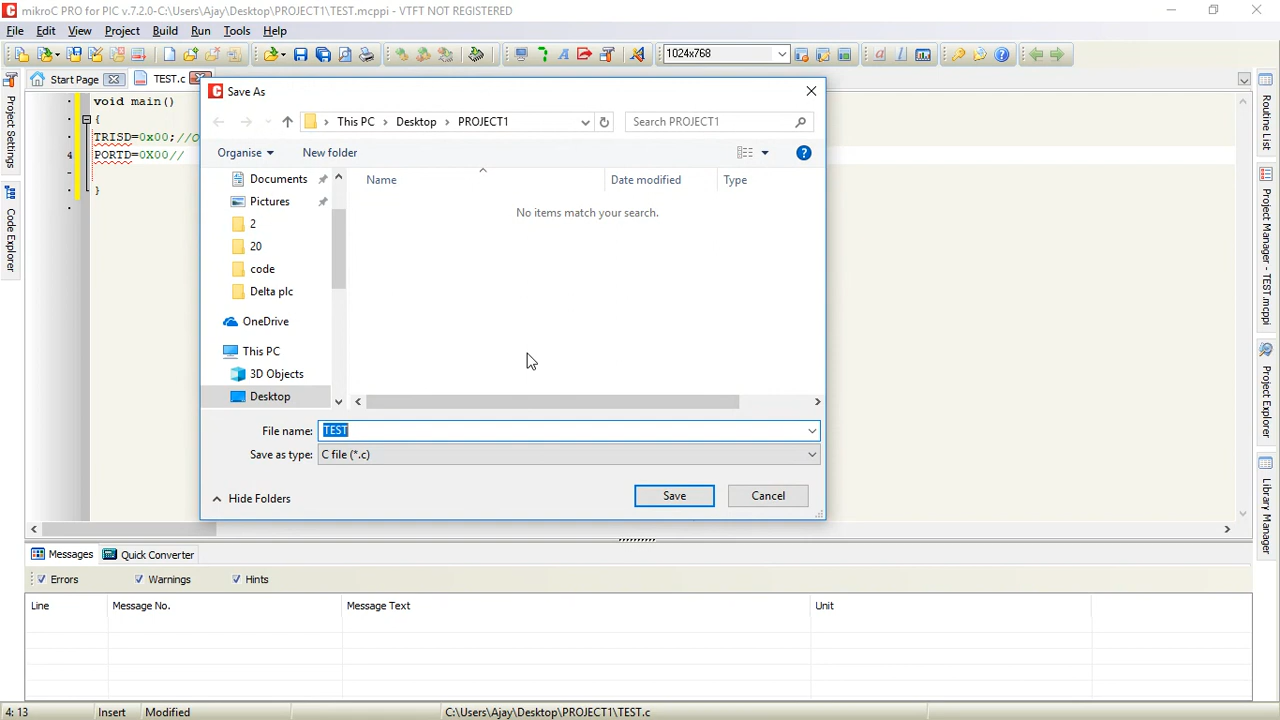 mikroC PRO for PIC v.7.2.0-C:\Users\Ajay\Desktop\PROJECT1\TEST.mcppi - VTFT NOT REGISTERED
File Edit View Project Build Run Tools Help
1024x768
Start Page
TEST.c
Project Settings
Code Explorer
void main()
{
TRISD=0x00;//O
4 PORTD=0X00//
}
Save As
This PC > Desktop > PROJECT1
Search PROJECT1
Organise
New folder
Documents
Pictures
2
20
code
Delta plc
OneDrive
This PC
3D Objects
Desktop
Name
Date modified
Type
No items match your search.
File name: TEST
Save as type: C file (*.c)
Hide Folders
Save
Cancel
Routine List
Project Manager - TEST.mcppi
Project Explorer
Library Manager
Messages
Quick Converter
Errors
Warnings
Hints
Line
Message No.
Message Text
Unit
4: 13
Insert
Modified
C:\Users\Ajay\Desktop\PROJECT1\TEST.c